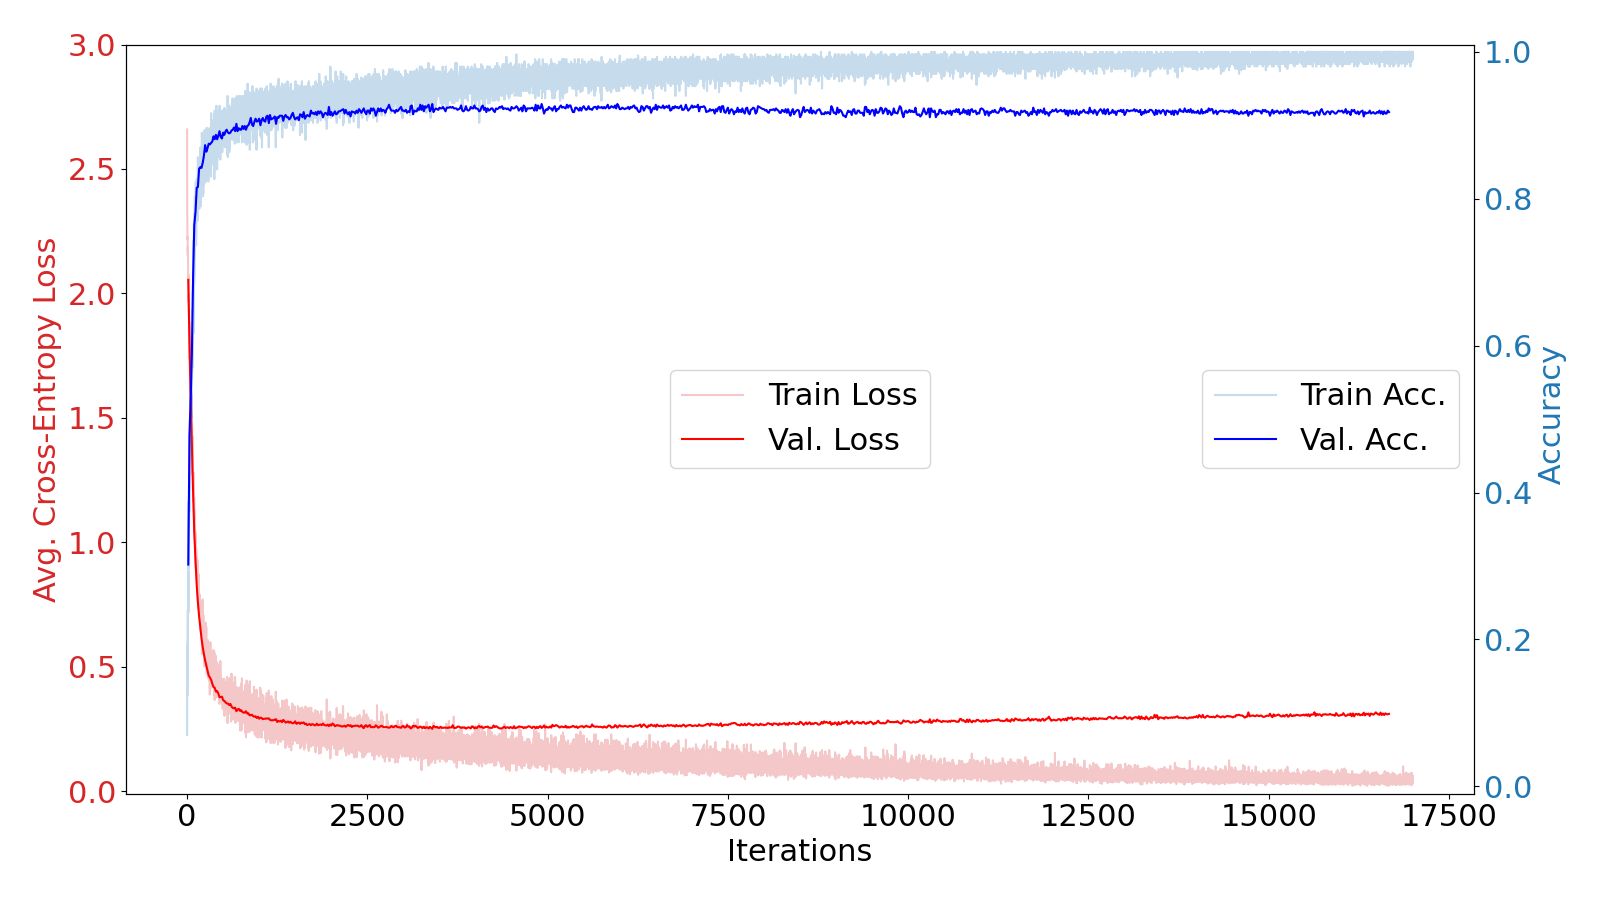 3.0
2.5
2.0
1.5
1.0
0.5
0.0
Avg. Cross-Entropy Loss
Train Loss
Val. Loss
Train Acc.
Val. Acc.
1.0
0.8
0.6
0.4
0.2
0.0
Accuracy
0 2500 5000 7500 10000 12500 15000 17500
Iterations